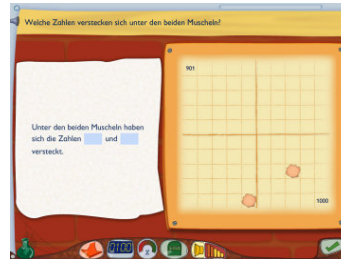 Welche Zahlen verstecken sich unter den beiden Muscheln?
901
Unter den beiden Muscheln haben
sich die Zahlen und
versteckt.
1000
0100